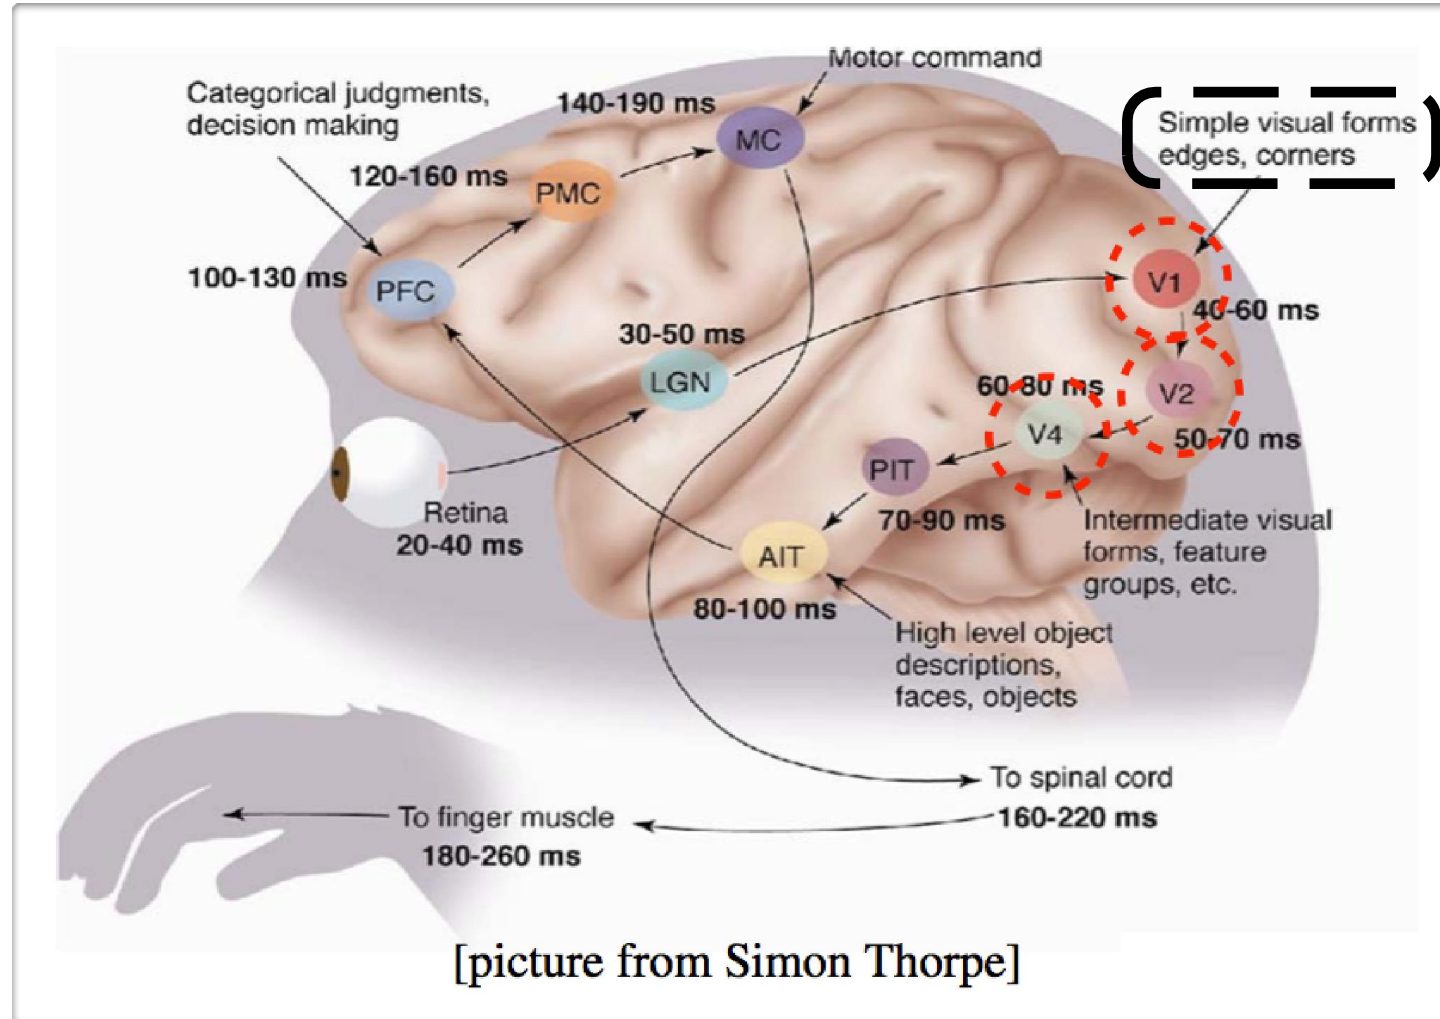 Motor command
Categorical judgments,
decision making
140-190 ms
MC
Simple visual forms
edges, corners
120-160 ms
PMC
100-130 ms
PFC
V1
40-60 ms
30-50 ms
LGN
60-80 ms
V2
V4
50-70 ms
PIT
Retina
20-40 ms
70-90 ms
Intermediate visual
forms, feature
groups, etc.
AIT
80-100 ms
High level object
descriptions,
faces, objects
To spinal cord
160-220 ms
To finger muscle
180-260 ms
[picture from Simon Thorpe]